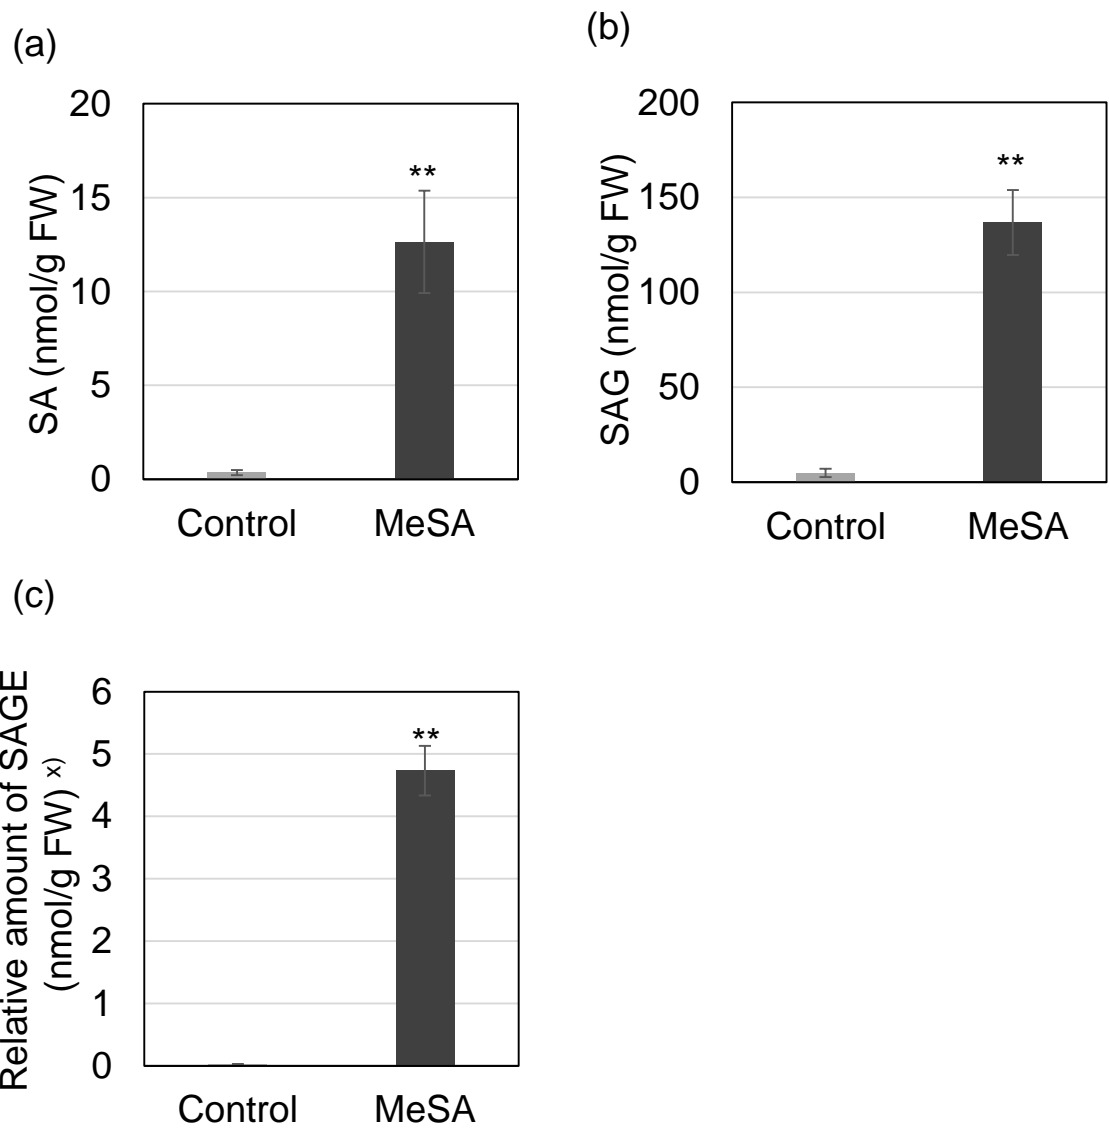 (a)
20
15
10
5
0
SA (nmol/g FW)
**
Control MeSA
(b)
200
150
100
50
0
SAG (nmol/g FW)
**
Control MeSA
(c)
6
5
4
3
2
1
0
Relative amount of SAGE
(nmol/g FW) x)
**
Control MeSA